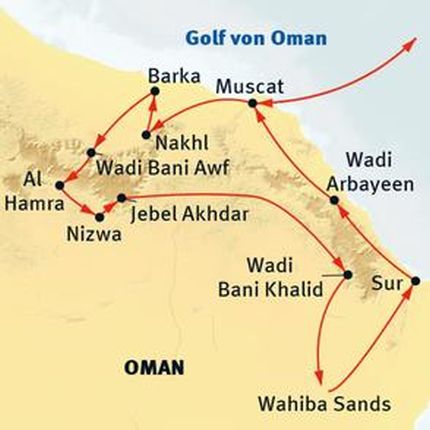 Golf von Oman
Barka
Muscat
Nakhl
Wadi Bani Awf
Wadi
Arbayeen
Al
Hamra
Jebel Akhdar
Nizwa
Wadi
Bani Khalid
Sur
OMAN
Wahiba Sands